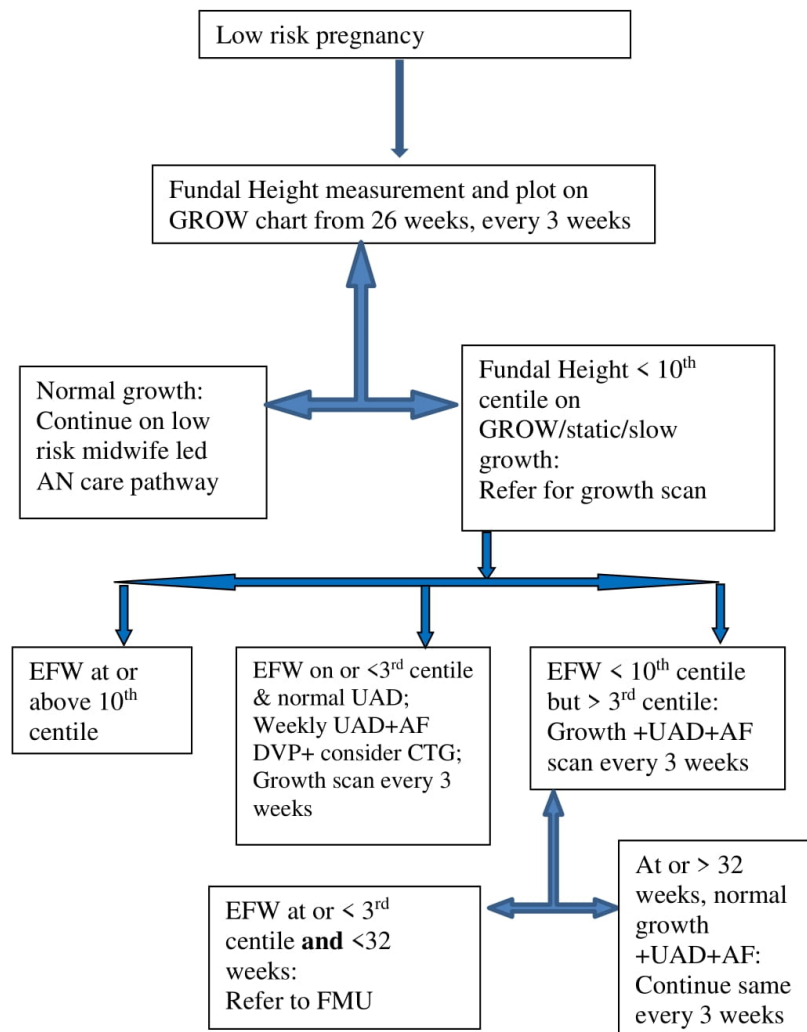 Low risk pregnancy
Fundal Height measurement and plot on
GROW chart from 26 weeks, every 3 weeks
Normal growth:
Continue on low
risk midwife led
AN care pathway
Fundal Height < 10th
centile on
GROW/static/slow
growth:
Refer for growth scan
EFW at or
above 10th
centile
EFW on or <3rd centile
& normal UAD;
Weekly UAD+AF
DVP+ consider CTG;
Growth scan every 3
weeks
EFW < 10th centile
but > 3rd centile:
Growth +UAD+AF
scan every 3 weeks
EFW at or < 3rd
centile and <32
weeks:
Refer to FMU
At or > 32
weeks, normal
growth
+UAD+AF:
Continue same
every 3 weeks